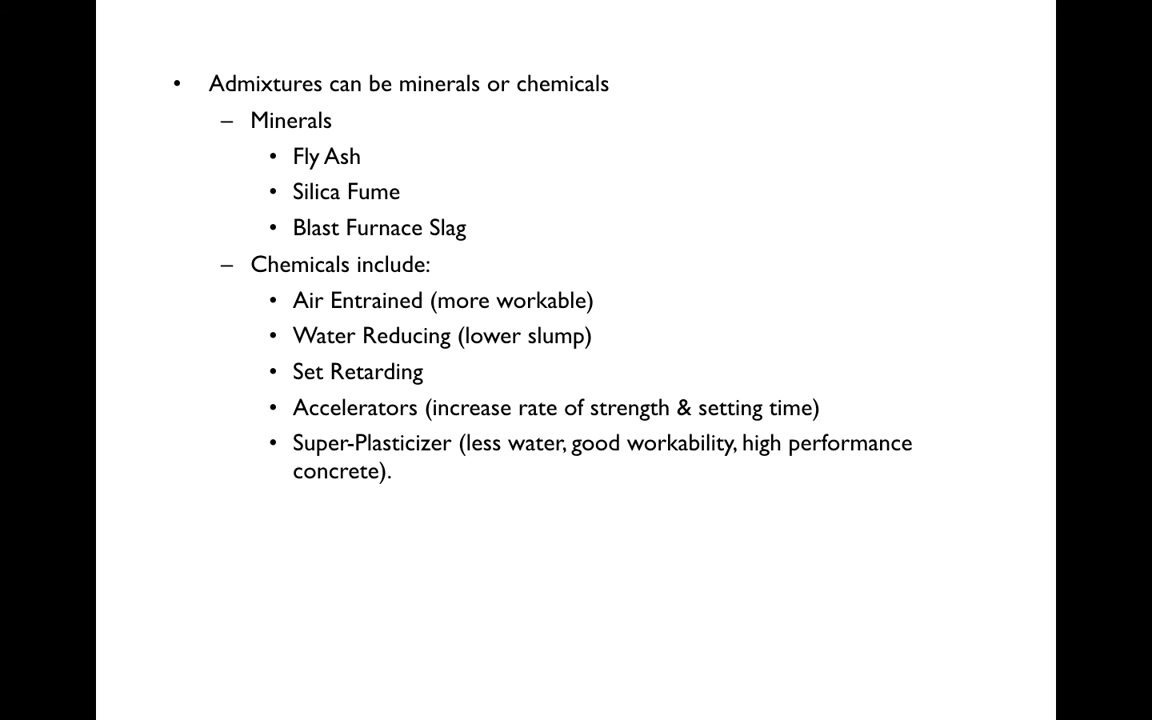 • Admixtures can be minerals or chemicals
– Minerals
• Fly Ash
• Silica Fume
• Blast Furnace Slag
– Chemicals include:
• Air Entrained (more workable)
• Water Reducing (lower slump)
• Set Retarding
• Accelerators (increase rate of strength & setting time)
• Super-Plasticizer (less water, good workability, high performance
concrete).